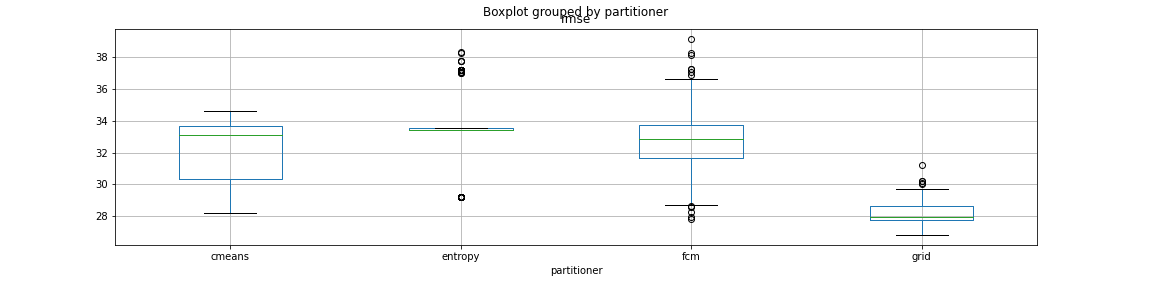 Boxplot grouped by partitioner
rmse
38
36
34
32
30
28
cmeans entropy fcm grid
partitioner